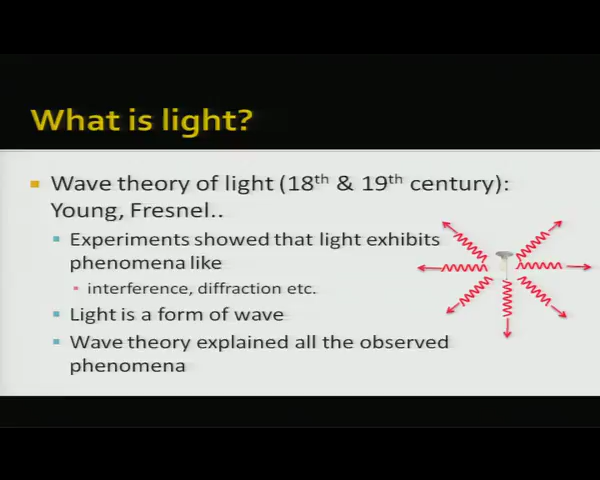 What is light?
Wave theory of light (18th & 19th century):
Young, Fresnel..
Experiments showed that light exhibits
phenomena like
interference, diffraction etc.
Light is a form of wave
Wave theory explained all the observed
phenomena